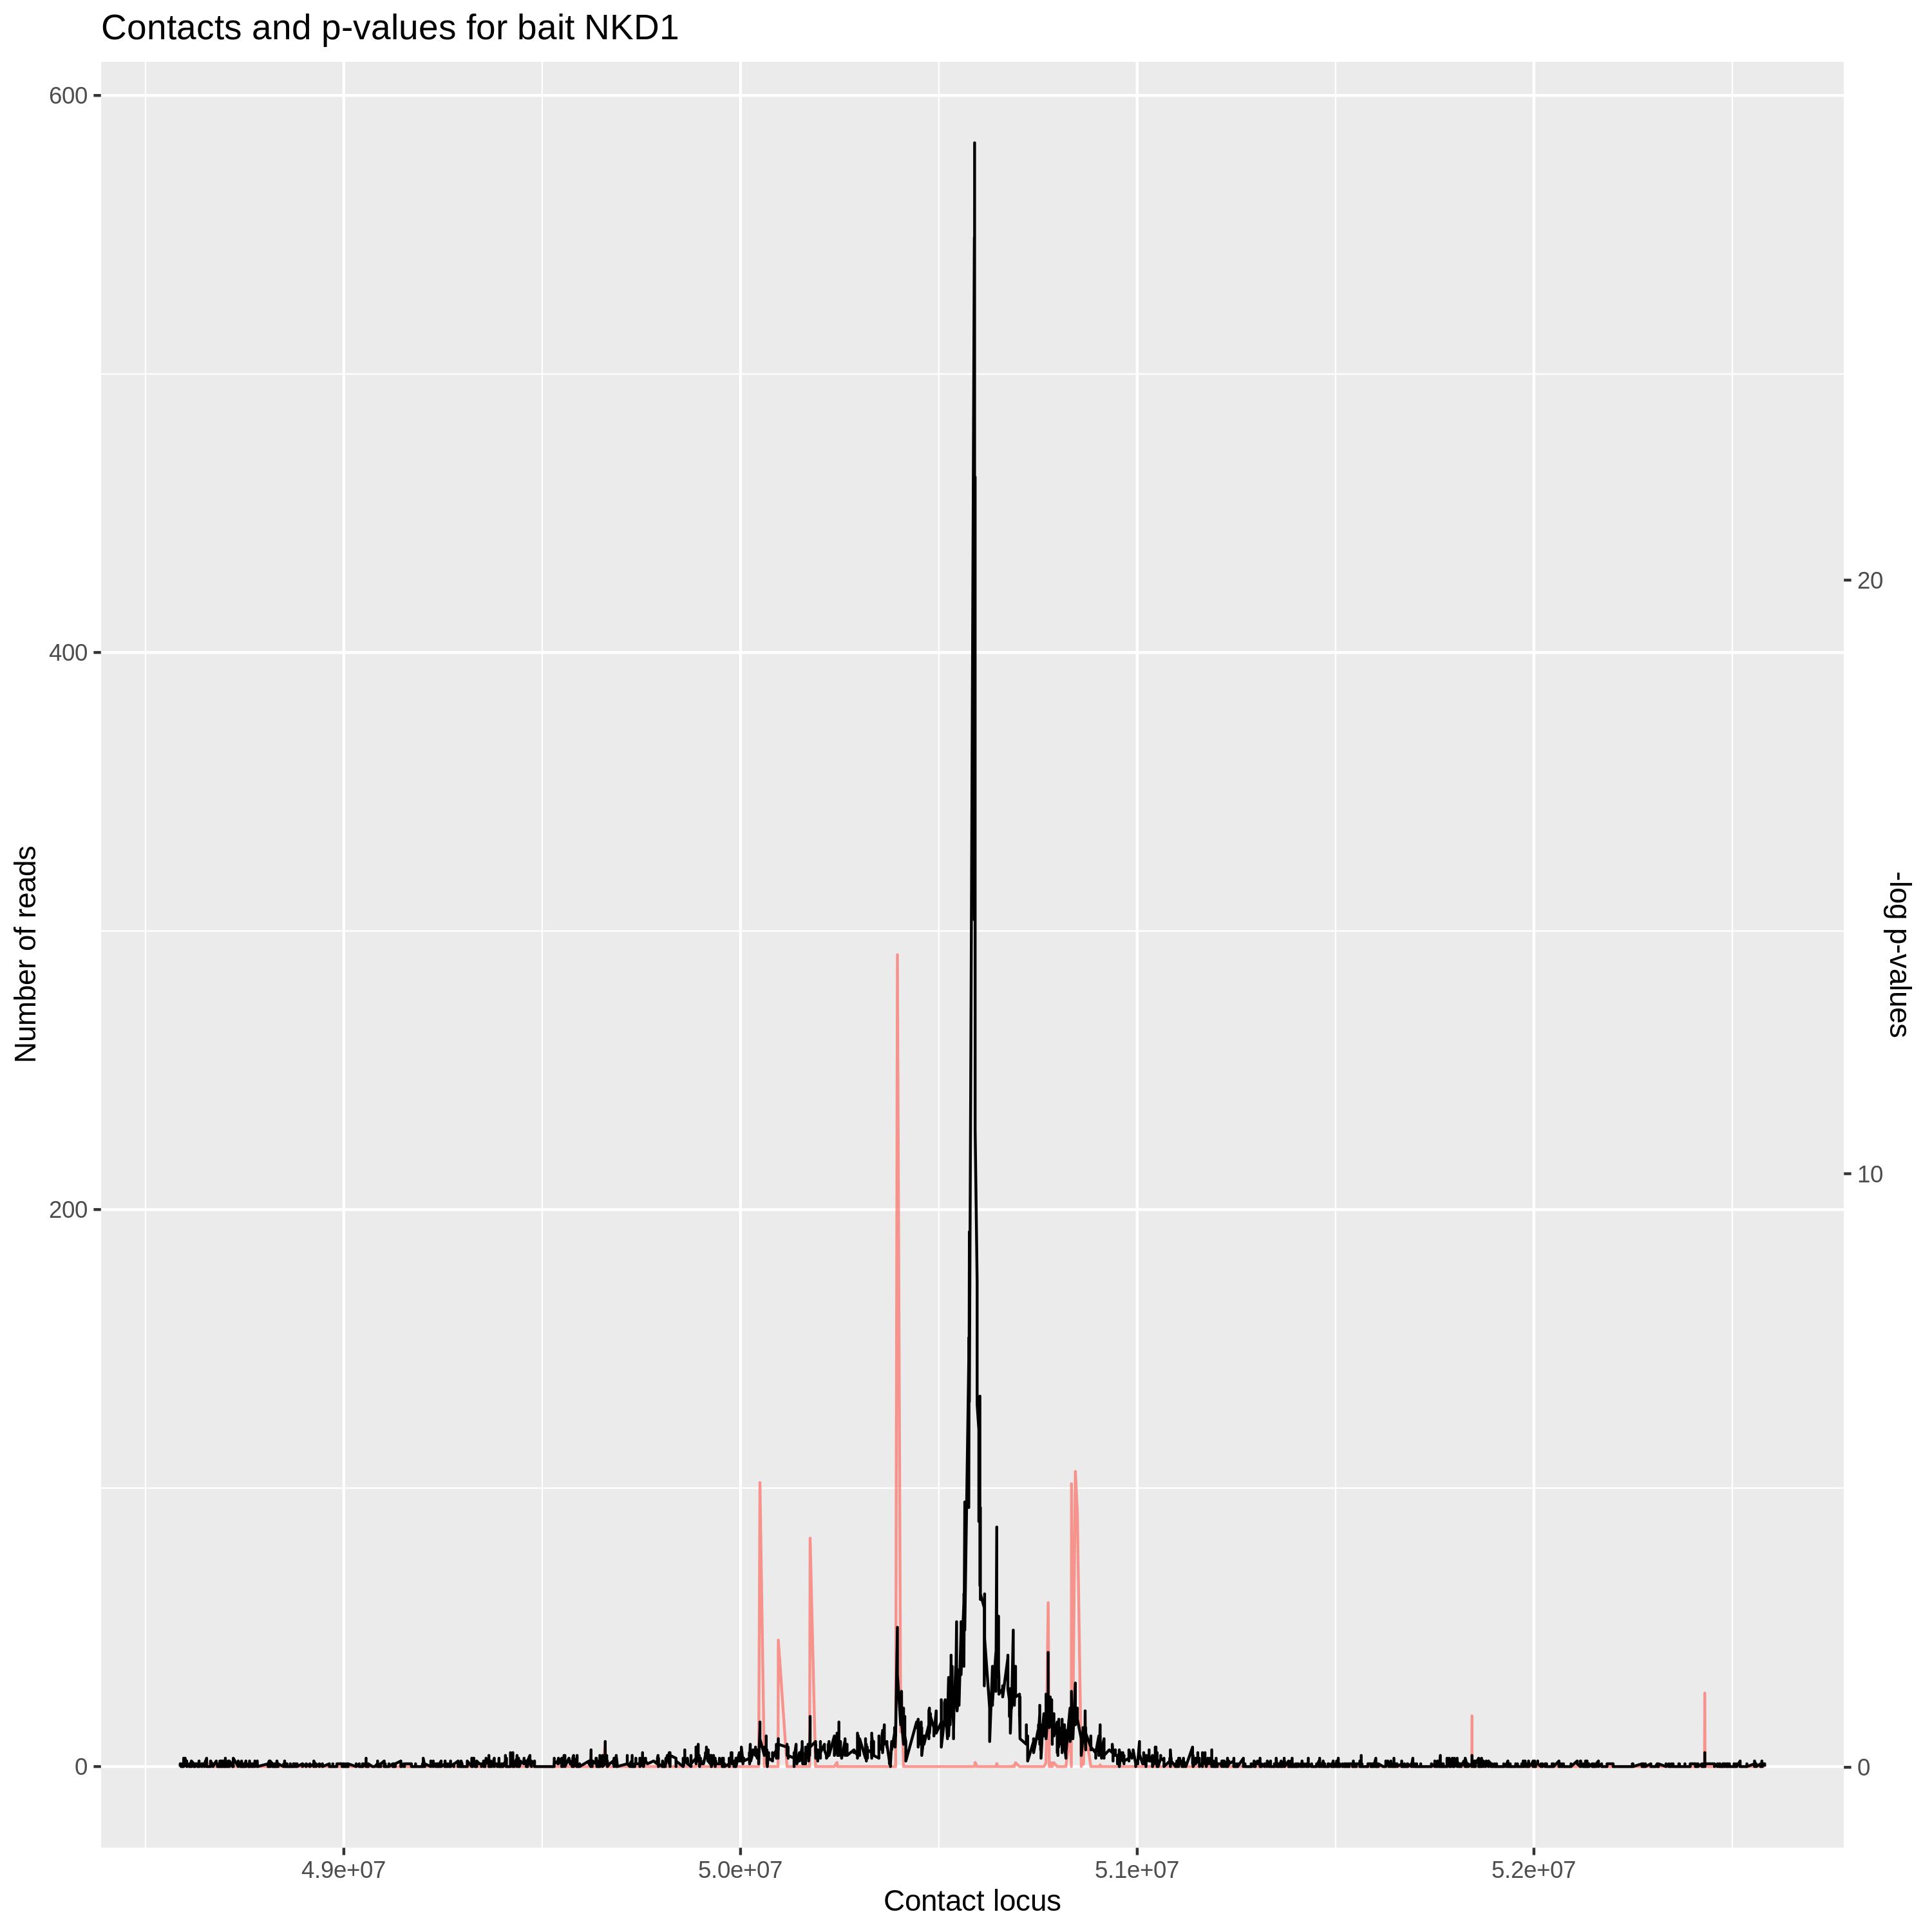 Contacts and p-values for bait NKD1
600
400
200
0
Number of reads
20
10
0
-log p-values
4.9e+07
5.0e+07
5.1e+07
5.2e+07
Contact locus